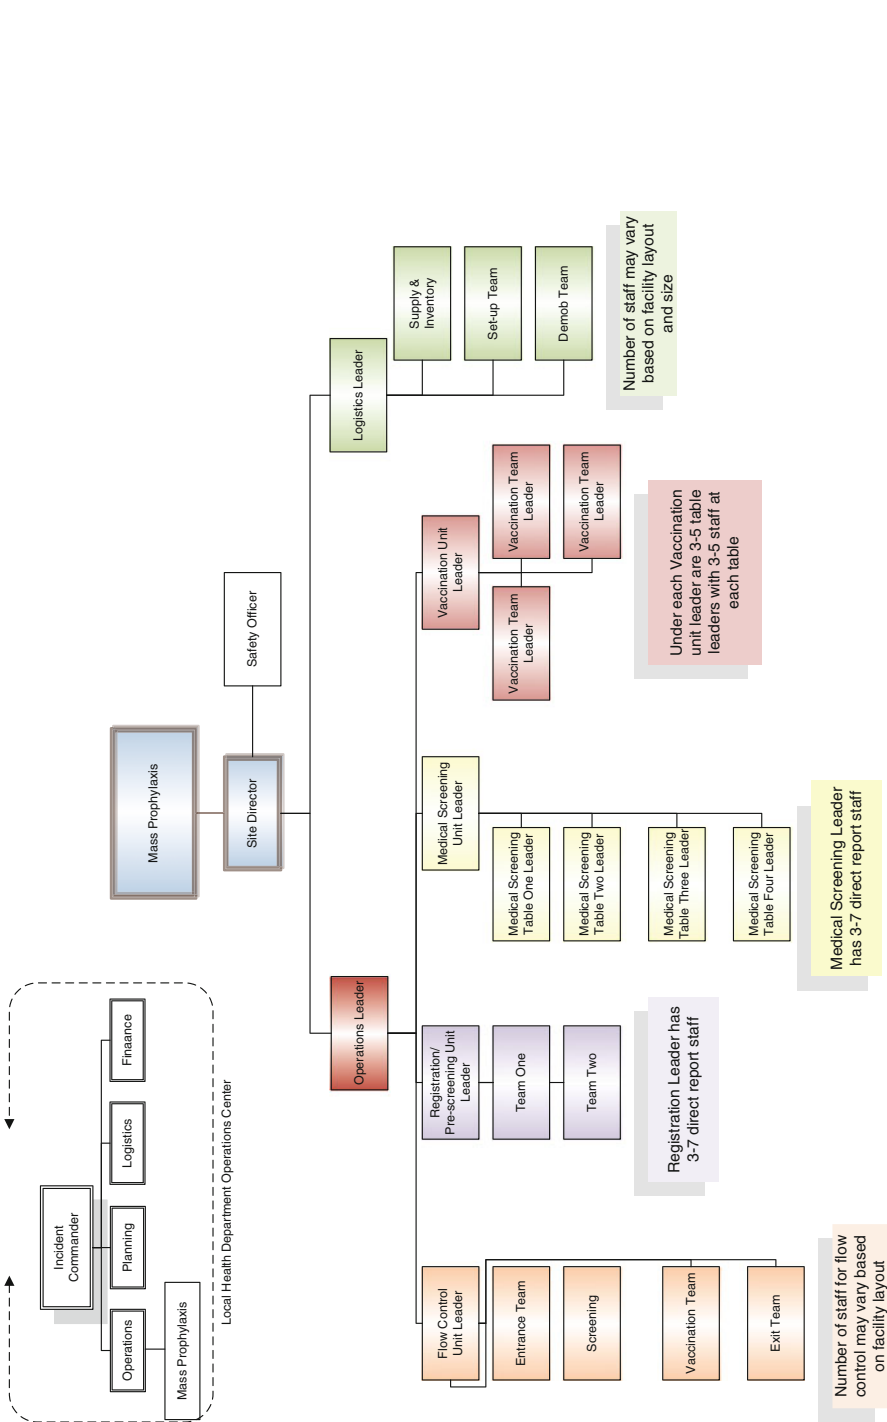 Incident
Commander
Operations
Planning
Logistics
Finaance
Mass Prophylaxis
Local Health Department Operations Center
Mass Prophylaxis
Site Director
Safety Officer
Operations Leader
Logistics Leader
Flow Control
Unit Leader
Entrance Team
Screening
Vaccination Team
Exit Team
Number of staff for flow
control may vary based
on facility layout
Registration/
Pre-screening Unit
Leader
Team One
Team Two
Registration Leader has
3-7 direct report staff
Medical Screening
Unit Leader
Medical Screening
Table One Leader
Medical Screening
Table Two Leader
Medical Screening
Table Three Leader
Medical Screening
Table Four Leader
Medical Screening Leader
has 3-7 direct report staff
Vaccination Unit
Leader
Vaccination Team
Leader
Vaccination Team
Leader
Vaccination Team
Leader
Under each Vaccination
unit leader are 3-5 table
leaders with 3-5 staff at
each table
Supply &
Inventory
Set-up Team
Demob Team
Number of staff may vary
based on facility layout
and size